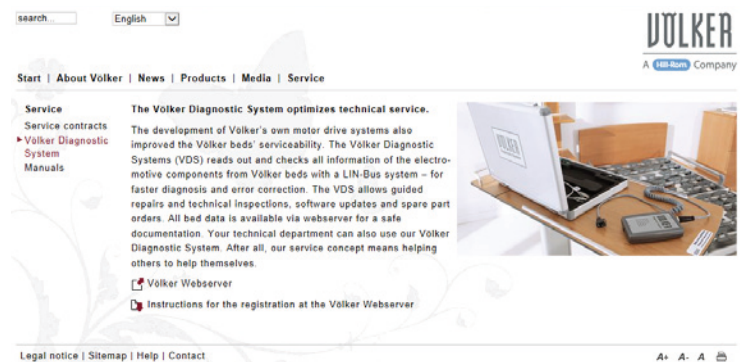 search...
English
VÖLKER
A Hill-Rom Company
Start | About Völker | News | Products | Media | Service
Service
Service contracts
Völker Diagnostic
System
Manuals
The Völker Diagnostic System optimizes technical service.
The development of Völker's own motor drive systems also
improved the Völker beds' serviceability. The Völker Diagnostic
Systems (VDS) reads out and checks all information of the electro-
motive components from Völker beds with a LIN-Bus system – for
faster diagnosis and error correction. The VDS allows guided
repairs and technical inspections, software updates and spare part
orders. All bed data is available via webserver for a safe
documentation. Your technical department can also use our Völker
Diagnostic System. After all, our service concept means helping
others to help themselves.
Völker Webserver
Instructions for the registration at the Völker Webserver
VÖLKER
Legal notice | Sitemap | Help | Contact
A+ A- A